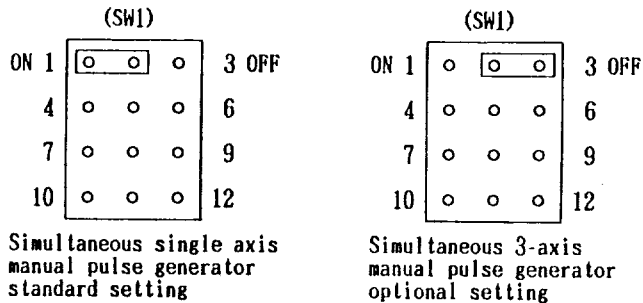 (SW1)
ON 1 3 OFF
4 6
7 9
10 12
Simultaneous single axis
manual pulse generator
standard setting
(SW1)
ON 1 3 OFF
4 6
7 9
10 12
Simultaneous 3-axis
manual pulse generator
optional setting